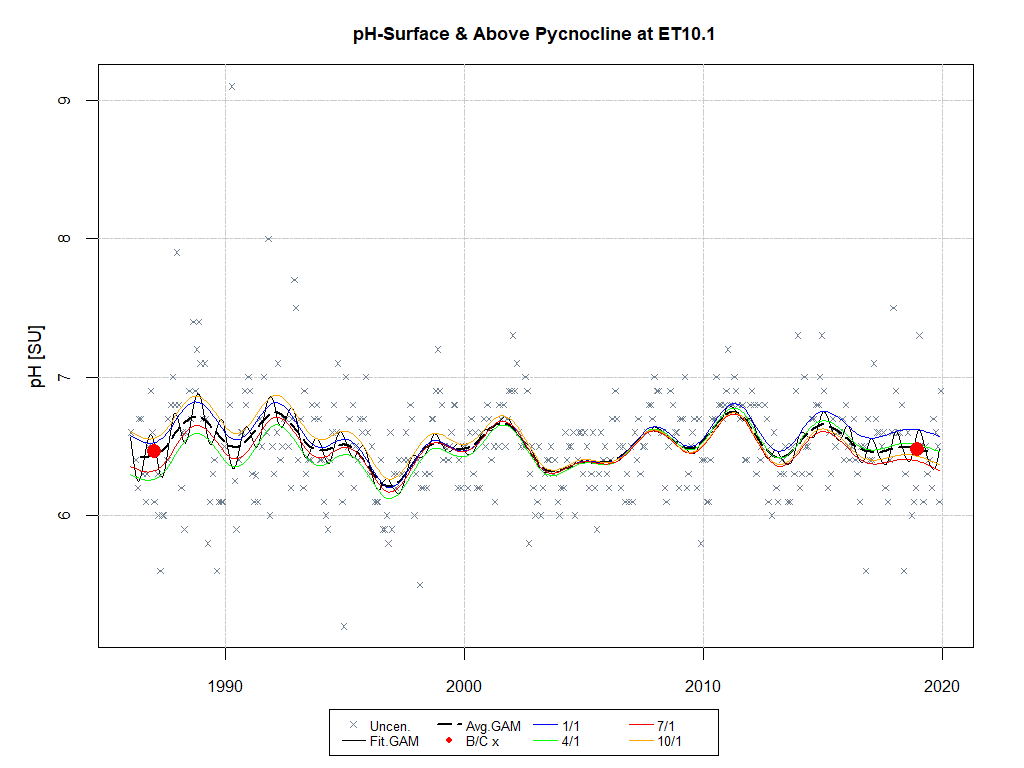 pH-Surface & Above Pycnocline at ET10.1
pH [SU]
9
8
7
6
1990 2000 2010 2020
Uncen. Avg.GAM 1/1 7/1
Fit.GAM B/C x 4/1 10/1